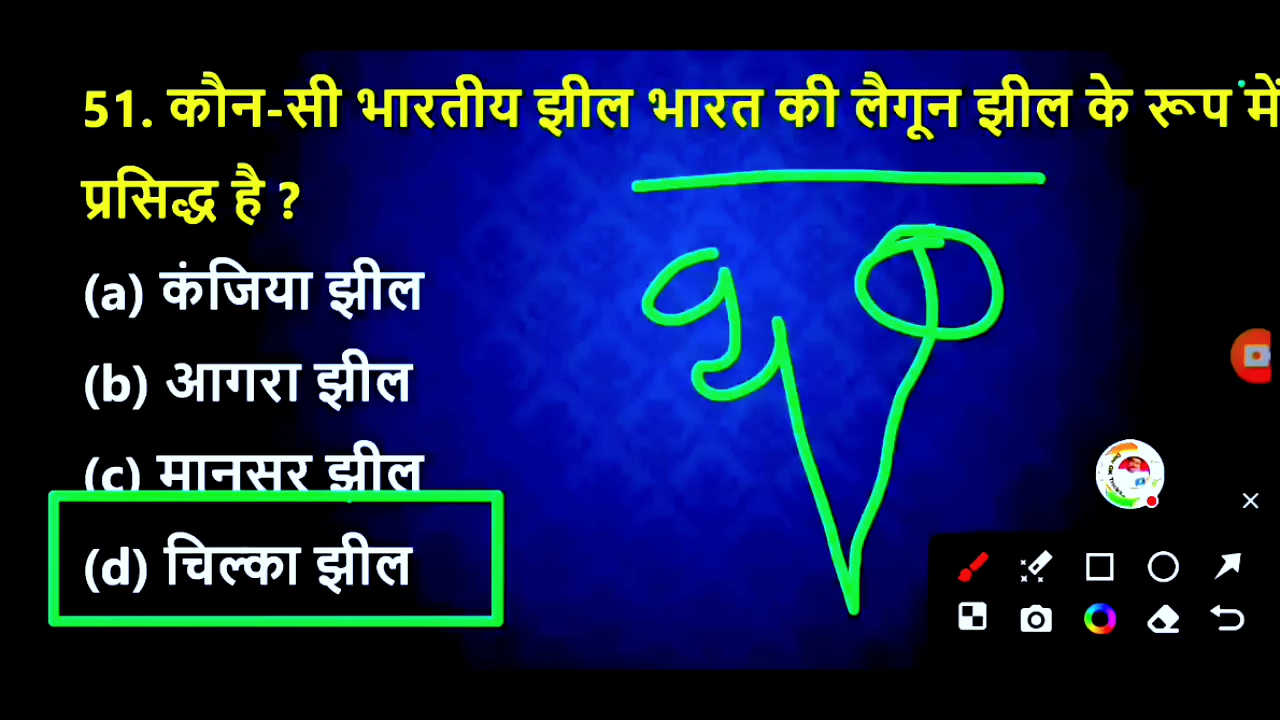 51. कौन-सी भारतीय झील भारत की लैगून झील के रूप में
प्रसिद्ध है ?
(a) कंजिया झील
(b) आगरा झील
(c) मानसर झील
(d) चिल्का झील